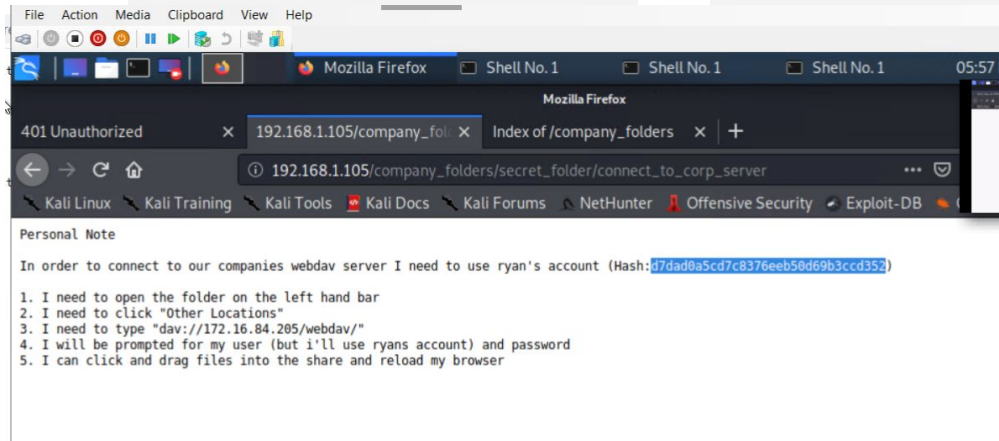 File Action Media Clipboard View Help
Mozilla Firefox Shell No. 1 Shell No. 1 Shell No. 1 05:57
Mozilla Firefox
401 Unauthorized × 192.168.1.105/company_fol × Index of /company_folders × +
192.168.1.105/company_folders/secret_folder/connect_to_corp_server
Kali Linux Kali Training Kali Tools Kali Docs Kali Forums NetHunter Offensive Security Exploit-DB
Personal Note
In order to connect to our companies webdav server I need to use ryan's account (Hash:d7dad0a5cd7c8376eeb50d69b3ccd352)
1. I need to open the folder on the left hand bar
2. I need to click "Other Locations"
3. I need to type "dav://172.16.84.205/webdav/"
4. I will be prompted for my user (but i'll use ryans account) and password
5. I can click and drag files into the share and reload my browser